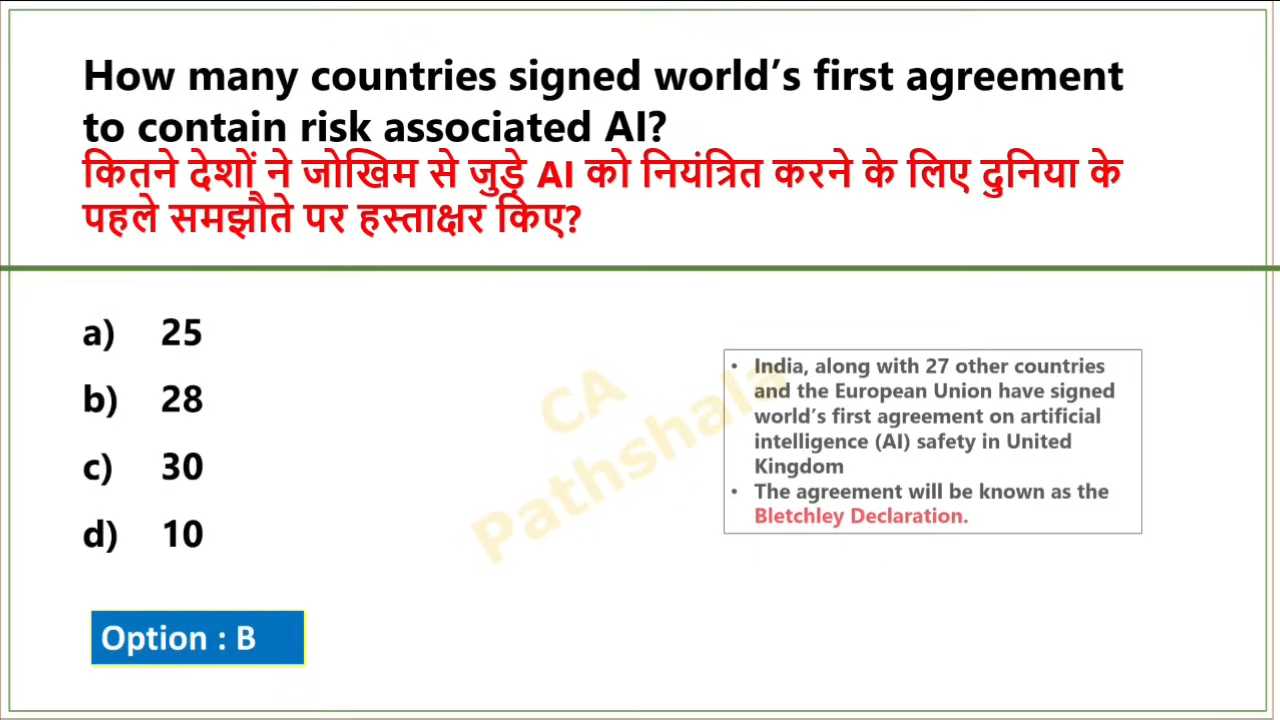 How many countries signed world’s first agreement
to contain risk associated AI?
कितने देशों ने जोखिम से जुड़े AI को नियंत्रित करने के लिए दुनिया के
पहले समझौते पर हस्ताक्षर किए?
a) 25
b) 28
c) 30
d) 10
• India, along with 27 other countries
and the European Union have signed
world’s first agreement on artificial
intelligence (AI) safety in United
Kingdom
• The agreement will be known as the
Bletchley Declaration.
CA
Pathshala
Option : B